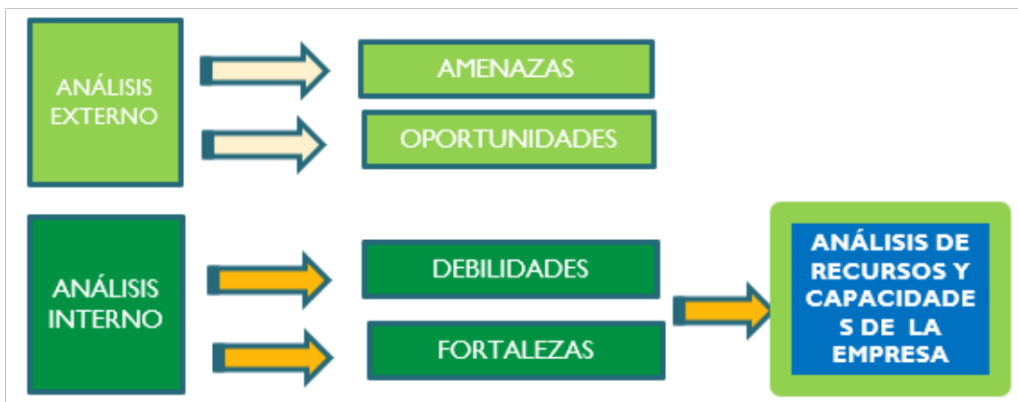 ANÁLISIS
EXTERNO
AMENAZAS
OPORTUNIDADES
ANÁLISIS
INTERNO
DEBILIDADES
FORTALEZAS
ANÁLISIS DE
RECURSOS Y
CAPACIDADE
S DE LA
EMPRESA